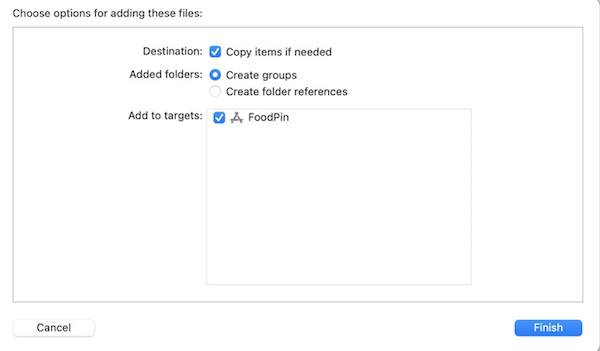 Choose options for adding these files:
Destination: Copy items if needed
Added folders: Create groups
Create folder references
Add to targets: FoodPin
Cancel Finish